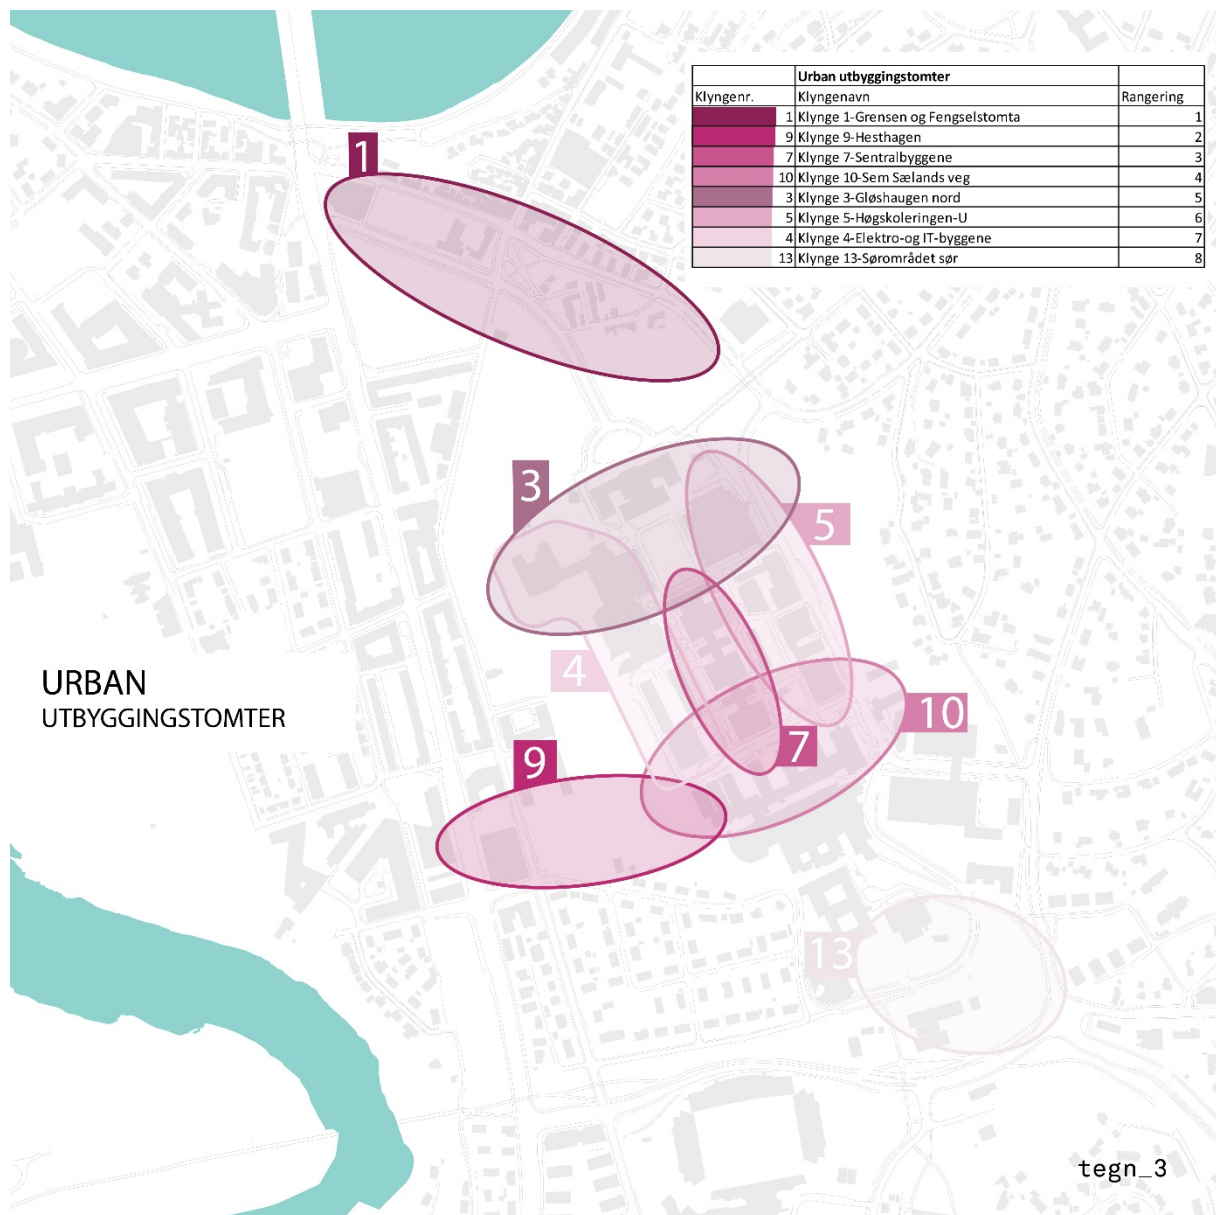 Urban utbyggingstomter
Klyngenr. Klyngenavn Rangering
1 Klynge 1-Grensen og Fengselstomta 1
9 Klynge 9-Hesthagen 2
7 Klynge 7-Sentralbyggene 3
10 Klynge 10-Sem Sælands veg 4
3 Klynge 3-Gløshaugen nord 5
5 Klynge 5-Høgskoleringen-U 6
4 Klynge 4-Elektro-og IT-byggene 7
13 Klynge 13-Sørområdet sør 8
1
3
5
4
URBAN
UTBYGGINGSTOMTER
10
7
9
13
tegn_3